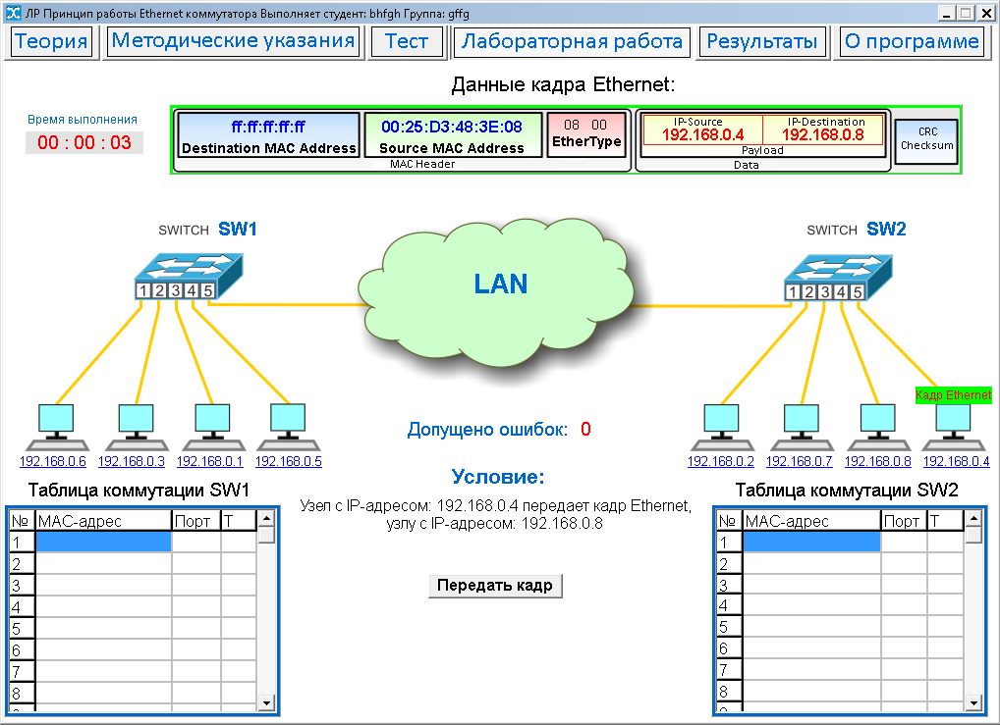 ЛР Принцип работы Ethernet коммутатора Выполняет студент: bhfgh Группа: gffg
Теория Методические указания Тест Лабораторная работа Результаты О программе
Данные кадра Ethernet:
Время выполнения
00 : 00 : 03
ff:ff:ff:ff:ff
Destination MAC Address
00:25:D3:48:3E:08
Source MAC Address
08 00
EtherType
MAC Header
IP-Source
192.168.0.4
IP-Destination
192.168.0.8
Payload
Data
CRC
Checksum
SWITCH SW1
1 2 3 4 5
LAN
SWITCH SW2
1 2 3 4 5
Кадр Ethernet
192.168.0.6 192.168.0.3 192.168.0.1 192.168.0.5
Допущено ошибок: 0
192.168.0.2 192.168.0.7 192.168.0.8 192.168.0.4
Таблица коммутации SW1
№ MAC-адрес Порт T
1
2
3
4
5
6
7
8
Условие:
Узел с IP-адресом: 192.168.0.4 передает кадр Ethernet,
узлу с IP-адресом: 192.168.0.8
Передать кадр
Таблица коммутации SW2
№ MAC-адрес Порт T
1
2
3
4
5
6
7
8